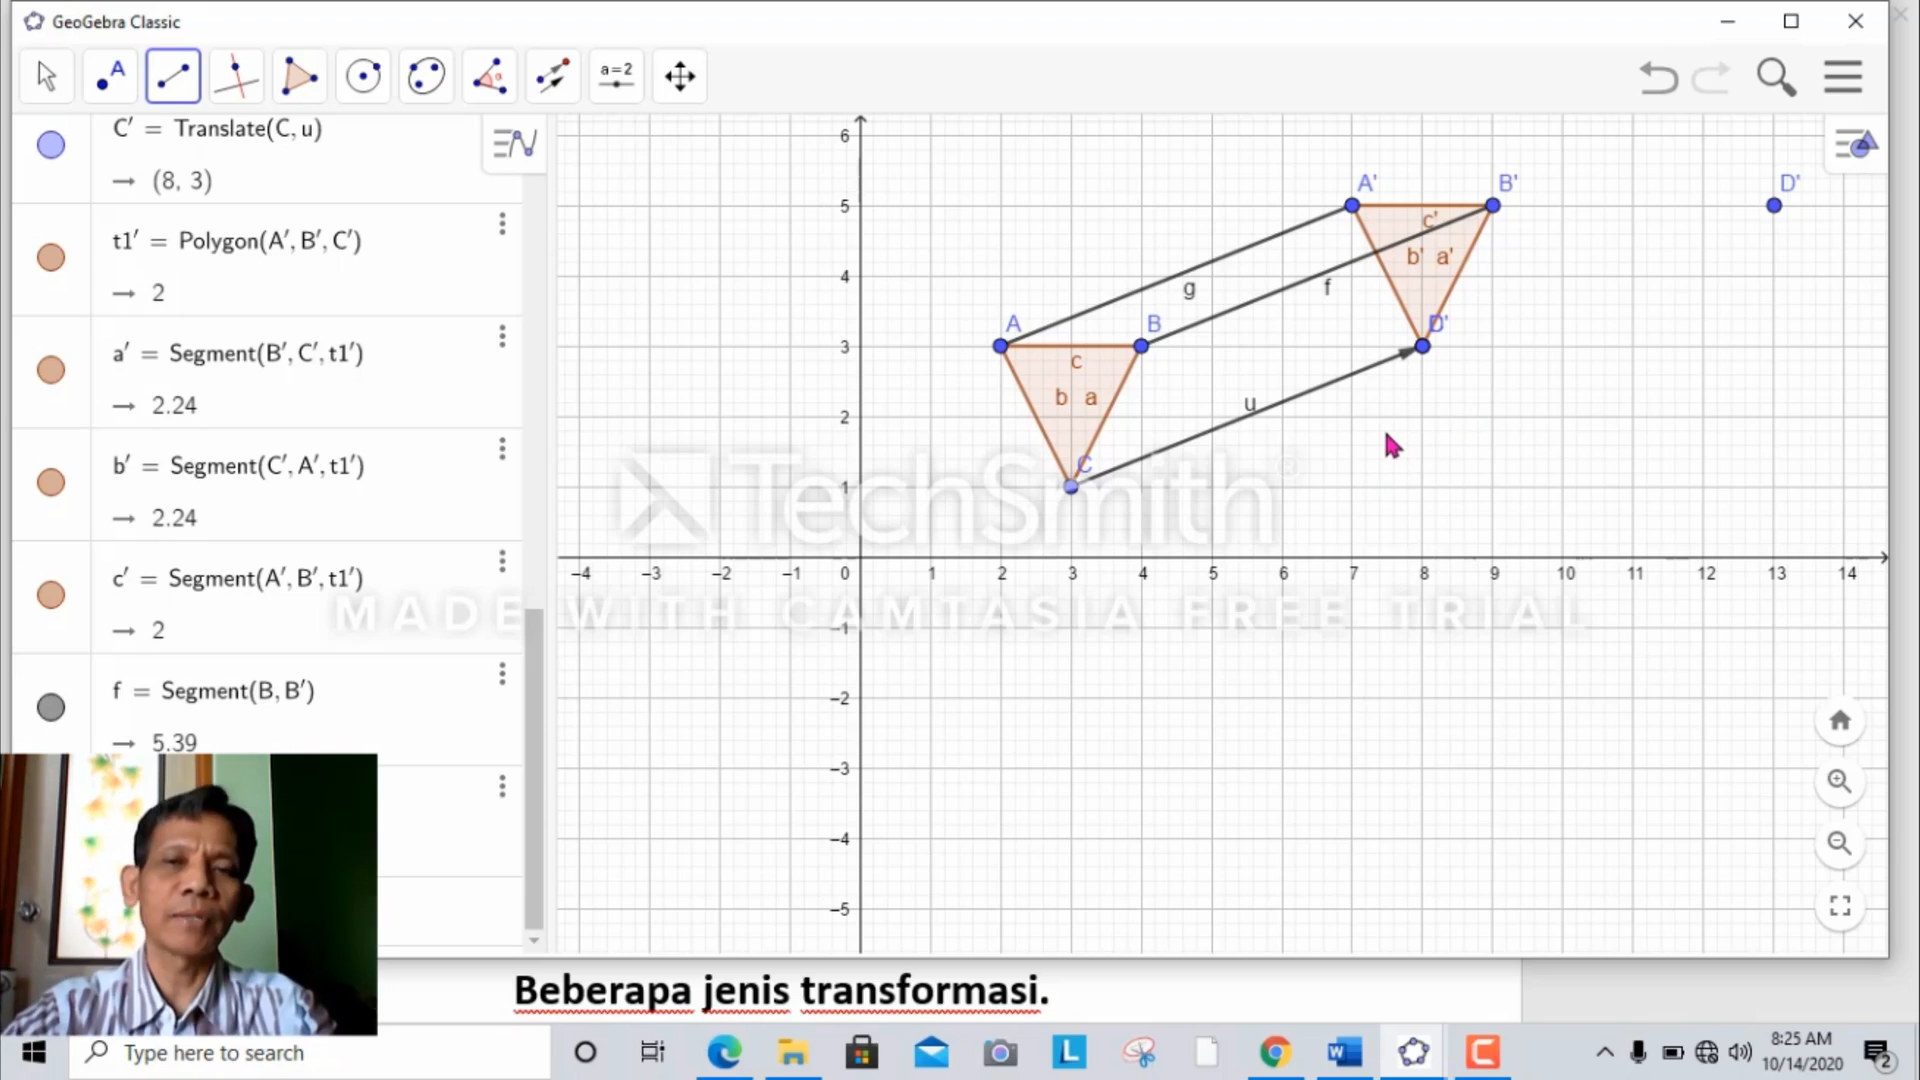 GeoGebra Classic
A
α
a=2
C′ = Translate(C, u)
→ (8, 3)
t1′ = Polygon(A′, B′, C′)
→ 2
a′ = Segment(B′, C′, t1′)
→ 2.24
b′ = Segment(C′, A′, t1′)
→ 2.24
c′ = Segment(A′, B′, t1′)
→ 2
f = Segment(B, B′)
→ 5.39
6
5
4
3
2
1
A' B' D'
c'
b' a'
g f
A B D'
c
b a
u
C
TechSmith®
−4 −3 −2 −1 0 1 2 3 4 5 6 7 8 9 10 11 12 13 14
MADE WITH CAMTASIA FREE TRIAL
−1
−2
−3
−4
−5
Beberapa jenis transformasi.
Type here to search
L
W
C
8:25 AM
10/14/2020
2